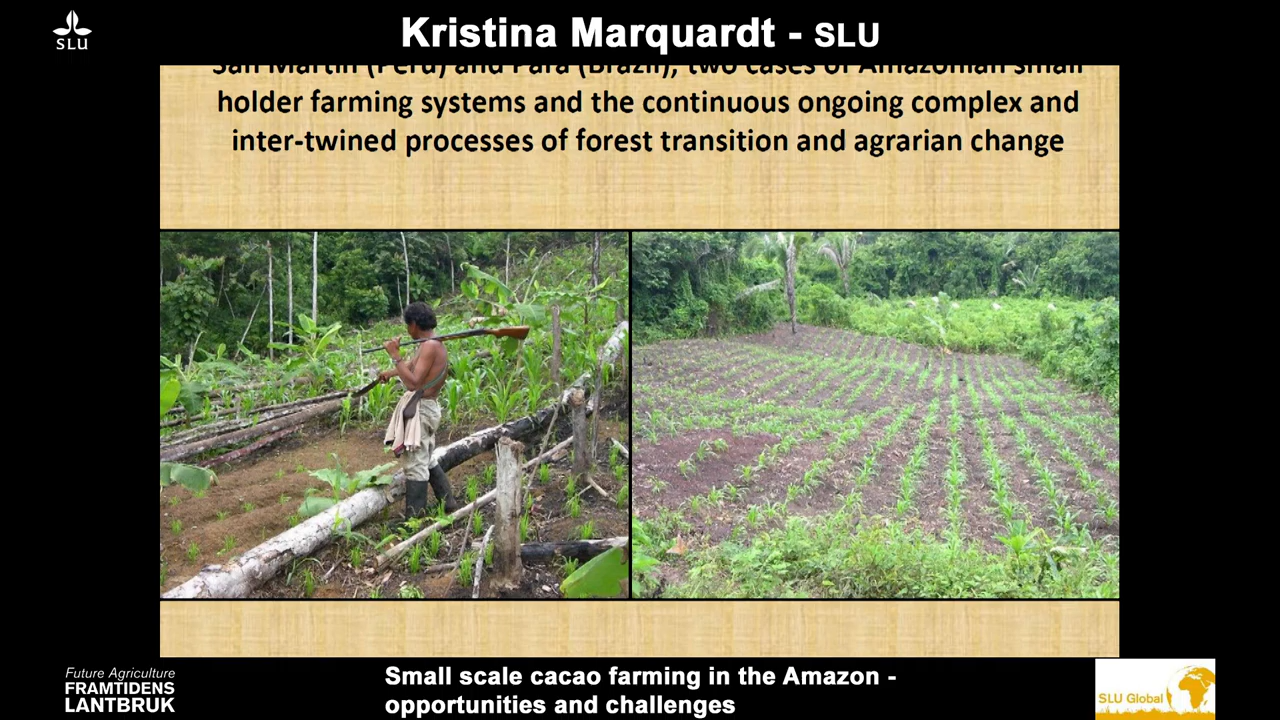 SLU
Kristina Marquardt - SLU
San Martin (Peru) and Pará (Brazil), two cases of Amazonian small
holder farming systems and the continuous ongoing complex and
inter-twined processes of forest transition and agrarian change
Future Agriculture
FRAMTIDENS
LANTBRUK
Small scale cacao farming in the Amazon -
opportunities and challenges
SLU Global